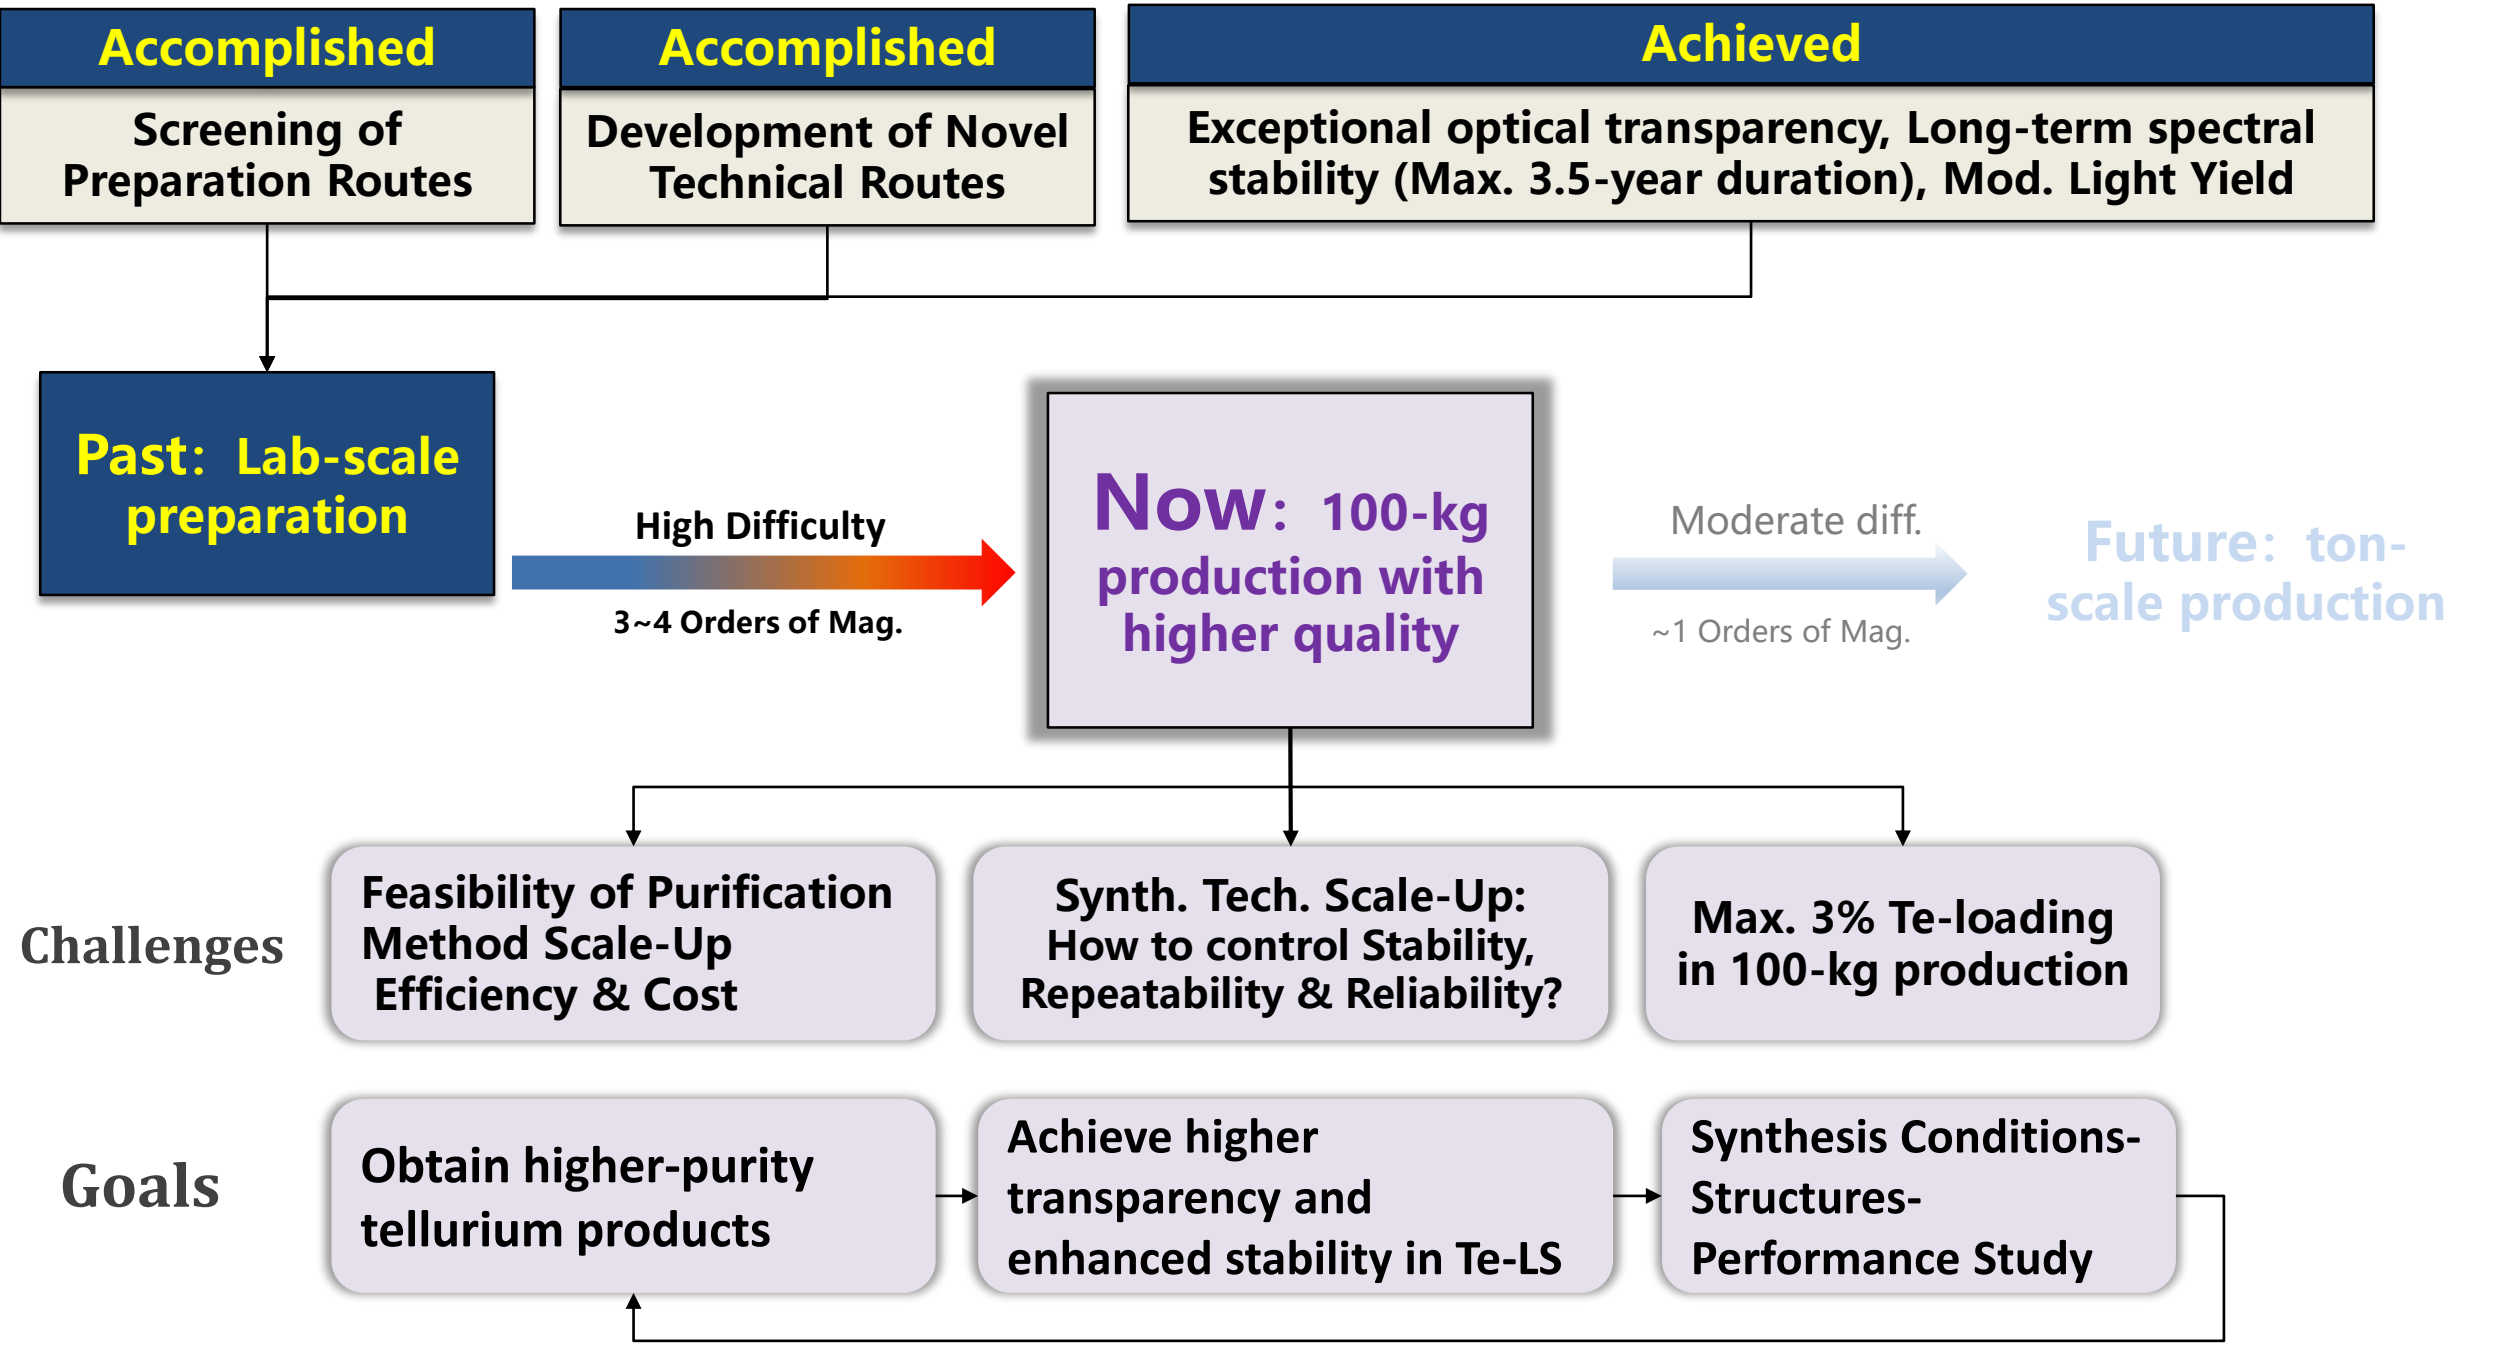 Accomplished
Screening of
Preparation Routes
Accomplished
Development of Novel
Technical Routes
Achieved
Exceptional optical transparency, Long-term spectral
stability (Max. 3.5-year duration), Mod. Light Yield
Past：Lab-scale
preparation
High Difficulty
3~4 Orders of Mag.
Now：100-kg
production with
higher quality
Moderate diff.
~1 Orders of Mag.
Future：ton-
scale production
Challenges
Feasibility of Purification
Method Scale-Up
Efficiency & Cost
Synth. Tech. Scale-Up:
How to control Stability,
Repeatability & Reliability?
Max. 3% Te-loading
in 100-kg production
Goals
Obtain higher-purity
tellurium products
Achieve higher
transparency and
enhanced stability in Te-LS
Synthesis Conditions-
Structures-
Performance Study